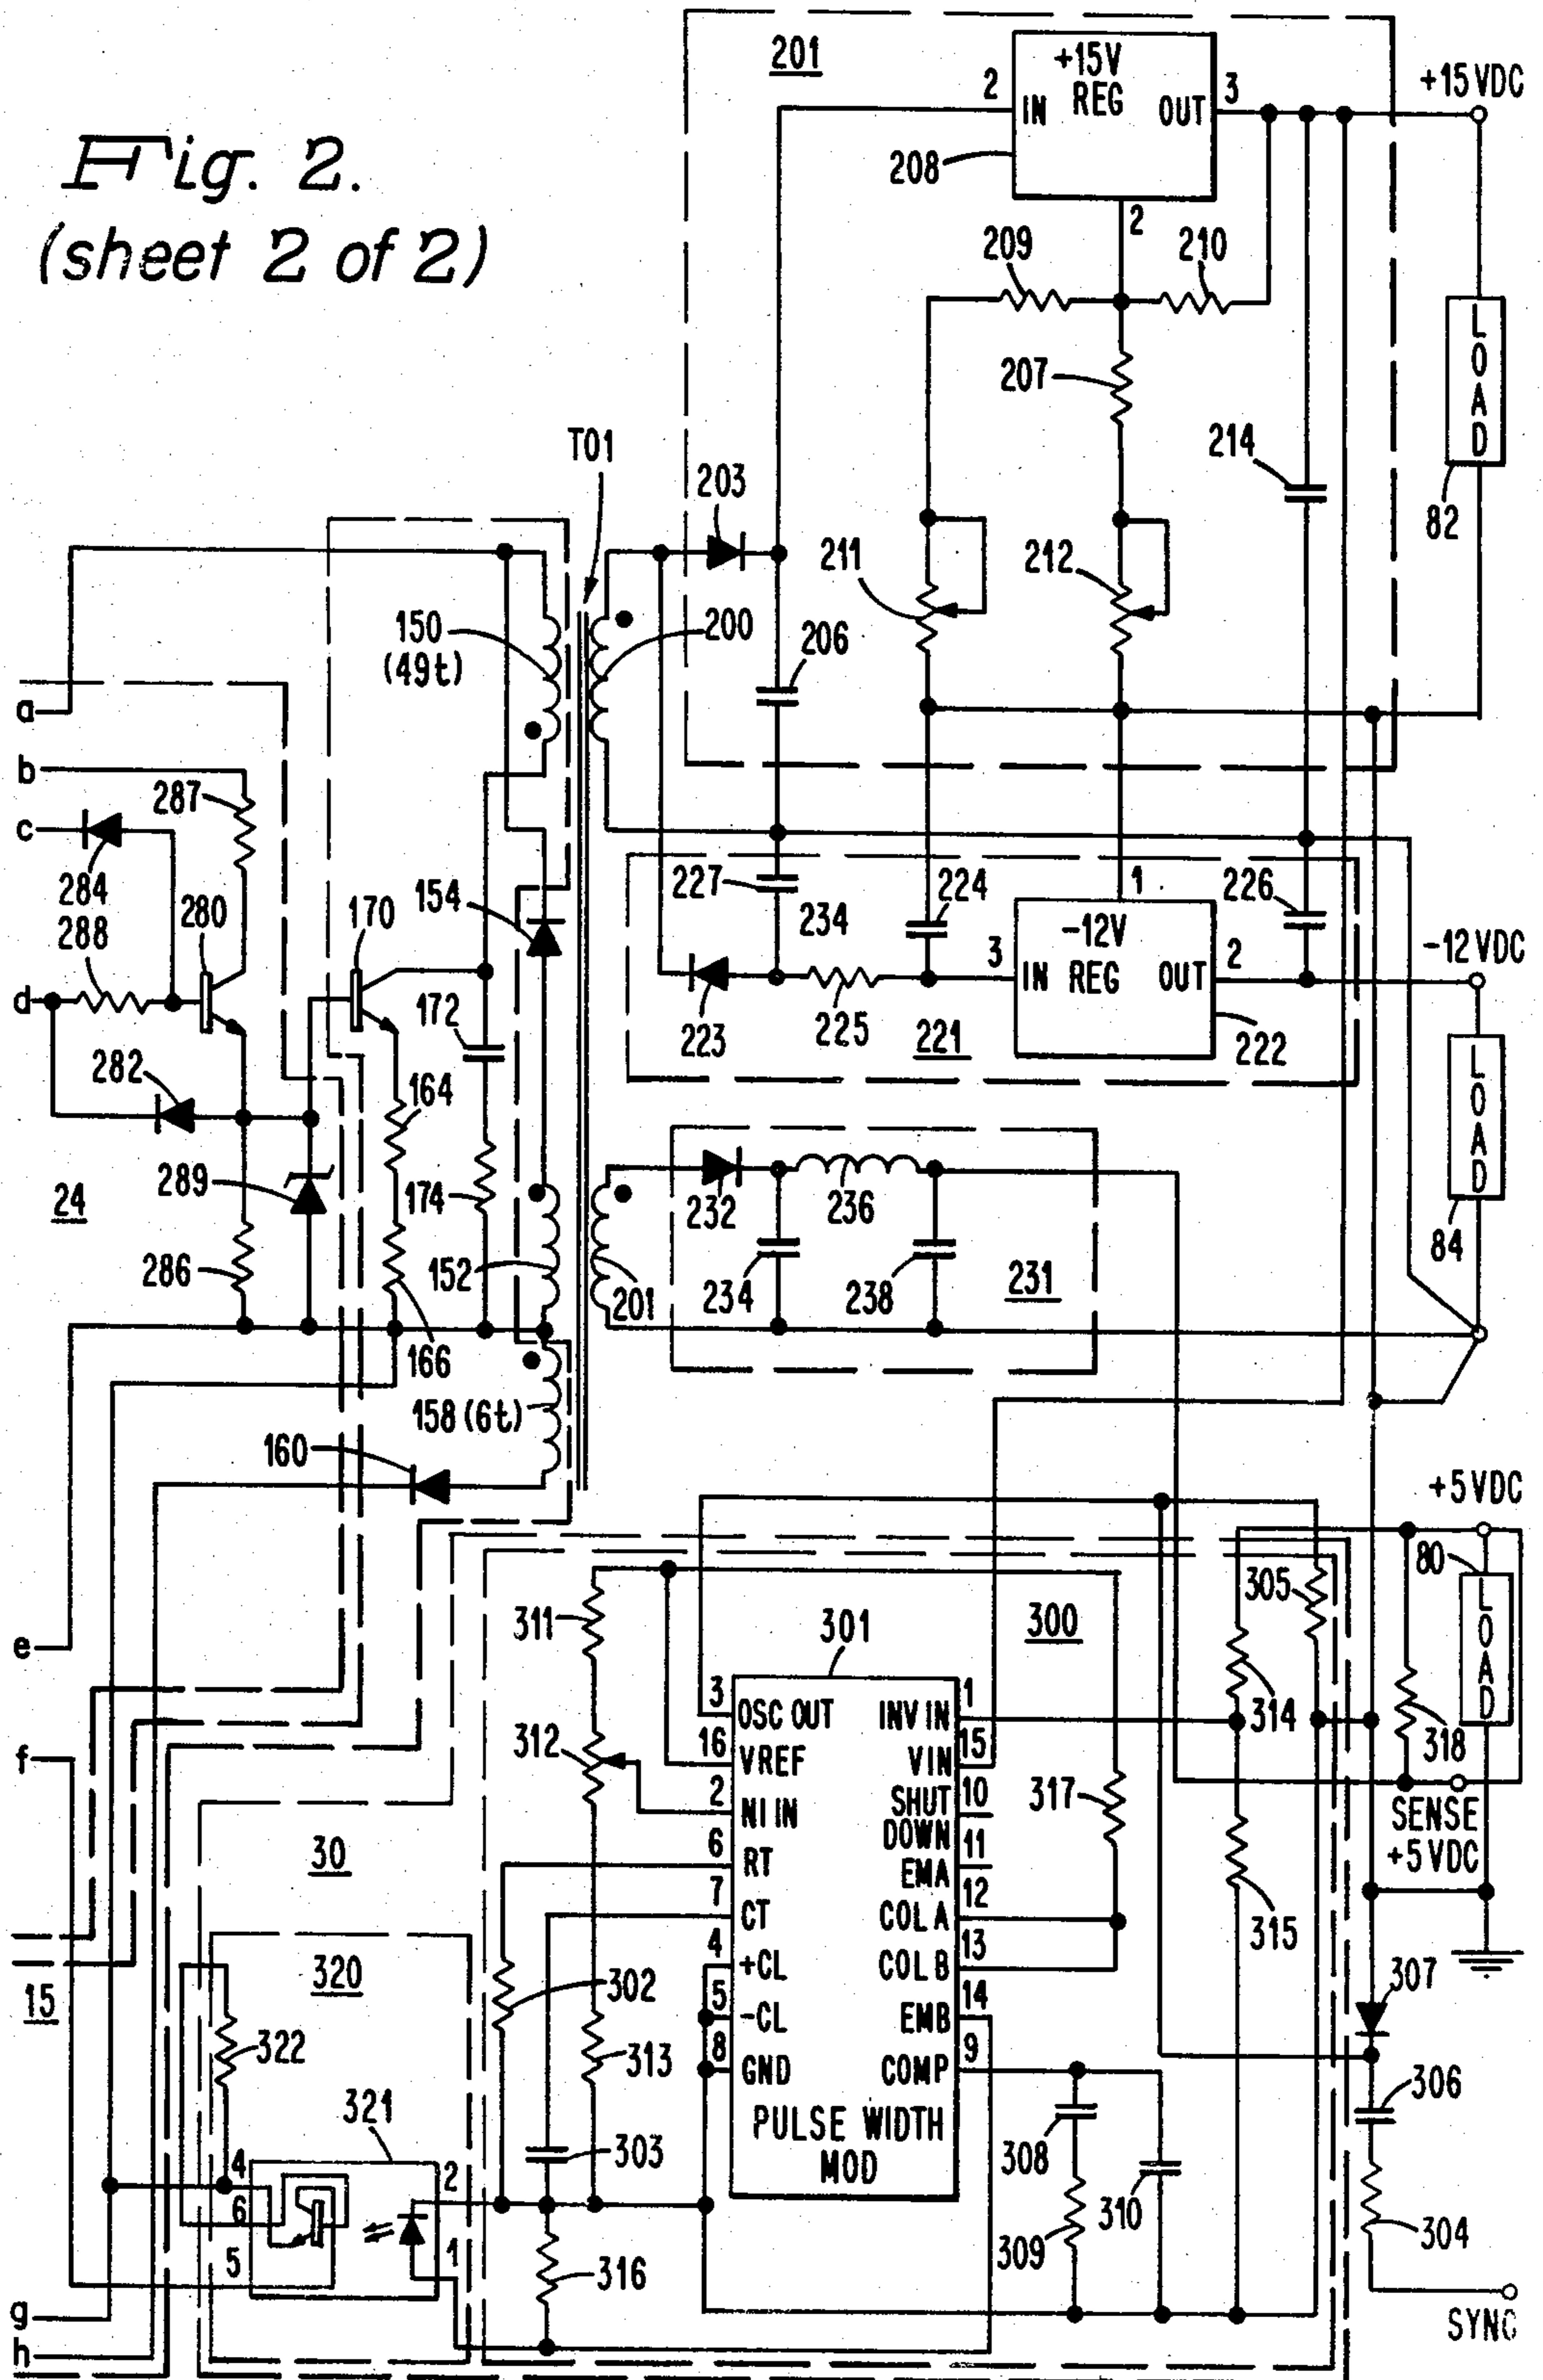 Fig. 2.
(sheet 2 of 2)
201
+15V
REG
2
IN
OUT
3
+15 VDC
208
2
209
210
LOAD
82
207
214
T01
203
211
212
150
(49t)
200
206
a
b
287
c
284
288
280
170
154
227
234
224
1
226
-12V
REG
3
IN
OUT
2
-12 VDC
d
172
223
225
221
222
282
164
LOAD
84
289
174
24
232
236
286
152
201
234
238
231
166
158 (6t)
160
+5 VDC
80
LOAD
305
311
301
300
e
3
OSC OUT
INV IN
1
314
312
16
VREF
VIN
15
318
f
2
NI IN
SHUT
DOWN
10
317
SENSE
+5 VDC
30
6
RT
EMA
11
7
CT
COL A
12
315
4
+CL
COL B
13
320
302
307
15
5
-CL
EMB
14
322
313
8
GND
COMP
9
306
321
PULSE WIDTH
MOD
308
4
2
303
310
6
309
304
5
1
316
g
SYNC
h